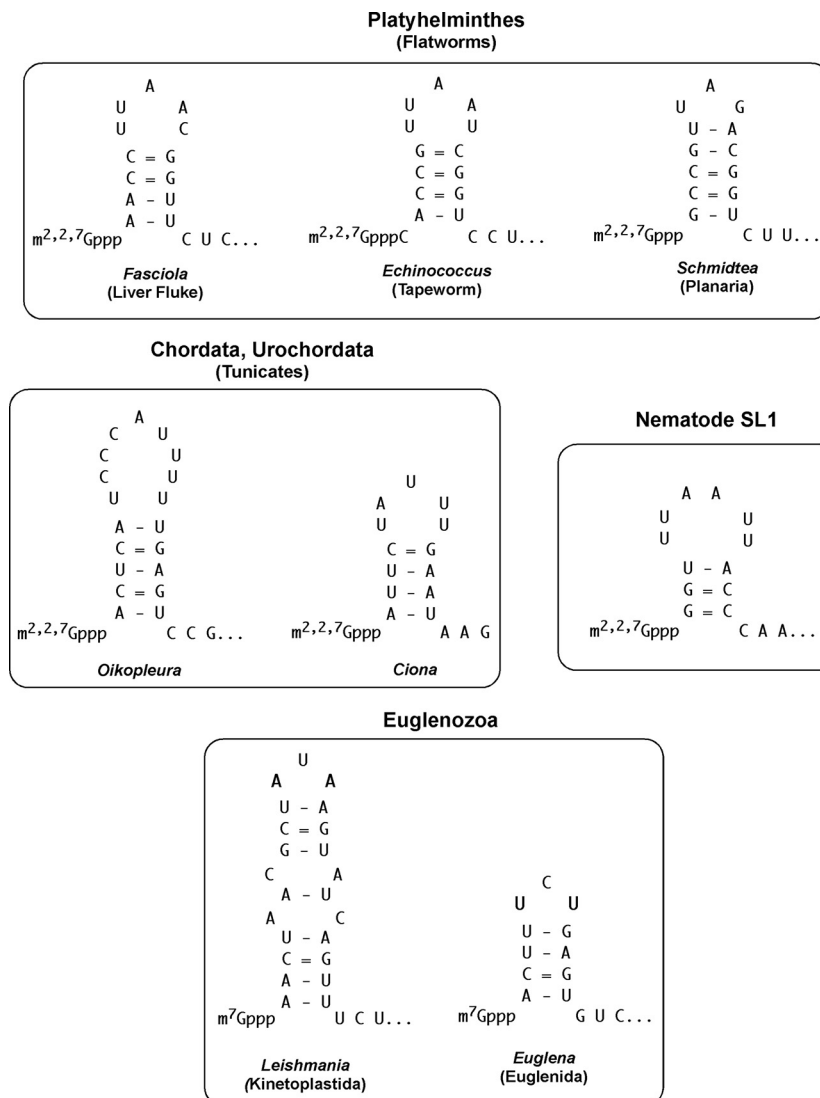 Platyhelminthes
(Flatworms)
A
U A
U C
C = G
C = G
A - U
A - U
m²,²,⁷Gppp C U C...
Fasciola
(Liver Fluke)
A
U A
U U
G = C
C = G
C = G
A - U
m²,²,⁷GpppC C C U...
Echinococcus
(Tapeworm)
A
U G
U - A
G - C
C = G
C = G
G - U
m²,²,⁷Gppp C U U...
Schmidtea
(Planaria)
Chordata, Urochordata
(Tunicates)
A
C U
C U
C U
U U
A - U
C = G
U - A
C = G
A - U
m²,²,⁷Gppp C C G...
Oikopleura
U
A U
U U
C = G
U - A
U - A
A - U
m²,²,⁷Gppp A A G
Ciona
Nematode SL1
A A
U U
U U
U - A
G = C
G = C
m²,²,⁷Gppp C A A...
Euglenozoa
U
A A
U - A
C = G
G - U
C A
A - U
A C
U - A
C = G
A - U
A - U
m⁷Gppp U C U...
Leishmania
(Kinetoplastida)
C
U U
U - G
U - A
C = G
A - U
m⁷Gppp G U C...
Euglena
(Euglenida)